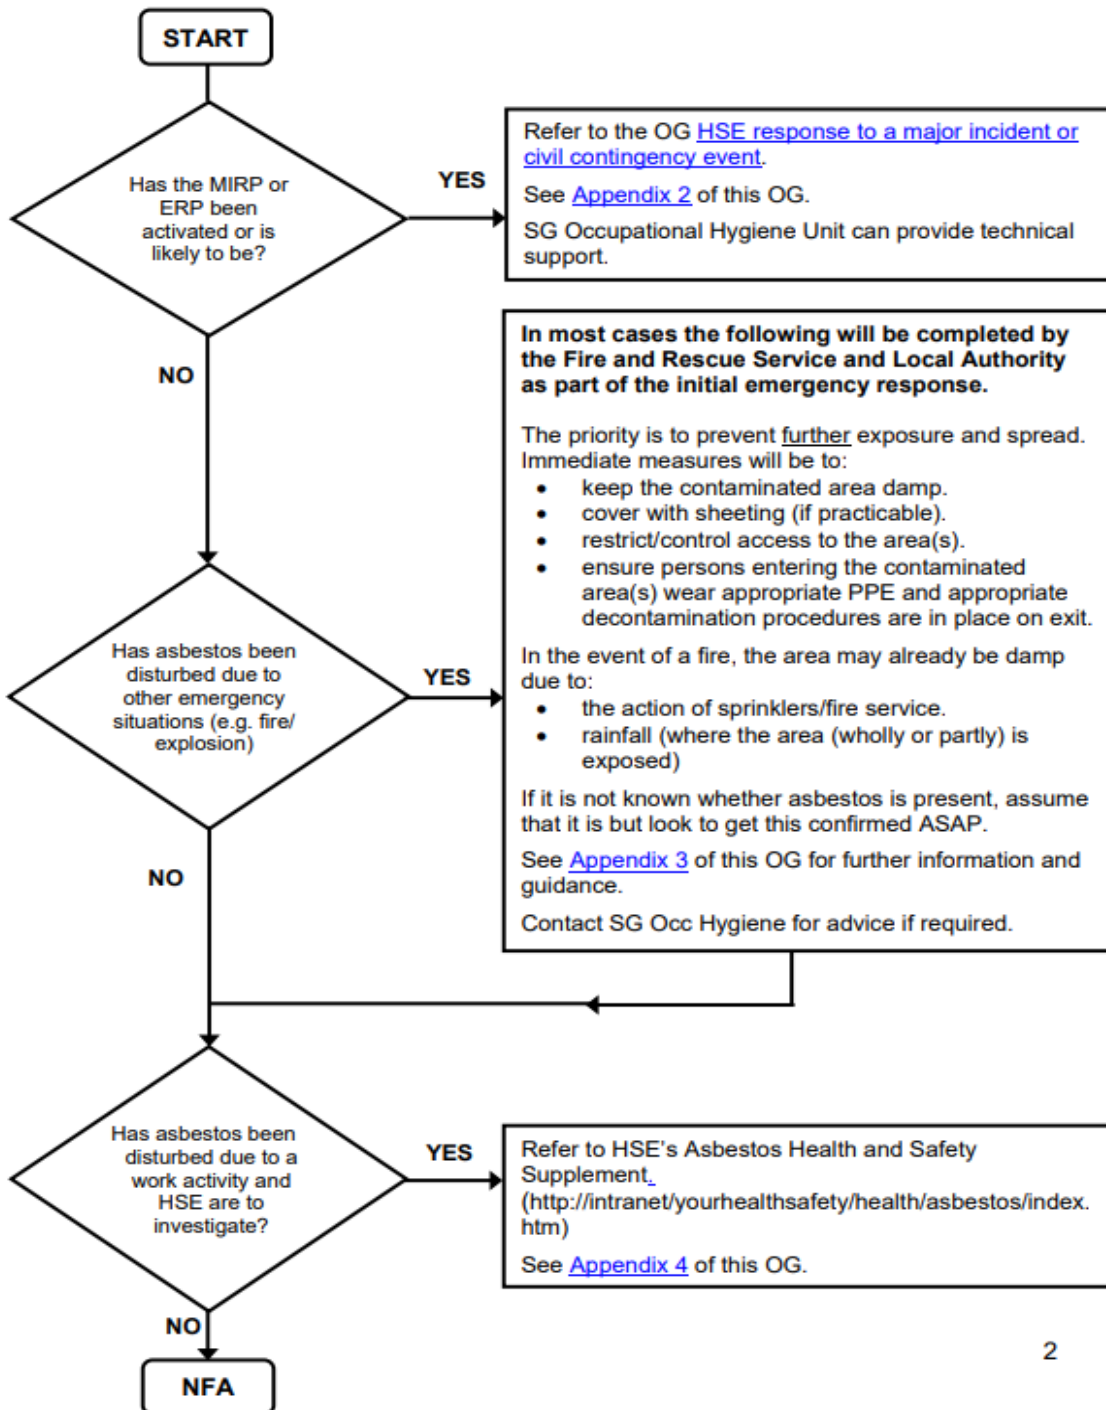 START
Has the MIRP or
ERP been
activated or is
likely to be?
YES
Refer to the OG HSE response to a major incident or
civil contingency event.
See Appendix 2 of this OG.
SG Occupational Hygiene Unit can provide technical
support.
NO
In most cases the following will be completed by
the Fire and Rescue Service and Local Authority
as part of the initial emergency response.
The priority is to prevent further exposure and spread.
Immediate measures will be to:
• keep the contaminated area damp.
• cover with sheeting (if practicable).
• restrict/control access to the area(s).
• ensure persons entering the contaminated
area(s) wear appropriate PPE and appropriate
decontamination procedures are in place on exit.
In the event of a fire, the area may already be damp
due to:
• the action of sprinklers/fire service.
• rainfall (where the area (wholly or partly) is
exposed)
If it is not known whether asbestos is present, assume
that it is but look to get this confirmed ASAP.
See Appendix 3 of this OG for further information and
guidance.
Contact SG Occ Hygiene for advice if required.
Has asbestos been
disturbed due to
other emergency
situations (e.g. fire/
explosion)
YES
NO
Has asbestos been
disturbed due to a
work activity and
HSE are to
investigate?
YES
Refer to HSE's Asbestos Health and Safety
Supplement.
(http://intranet/yourhealthsafety/health/asbestos/index.
htm)
See Appendix 4 of this OG.
NO
NFA
2